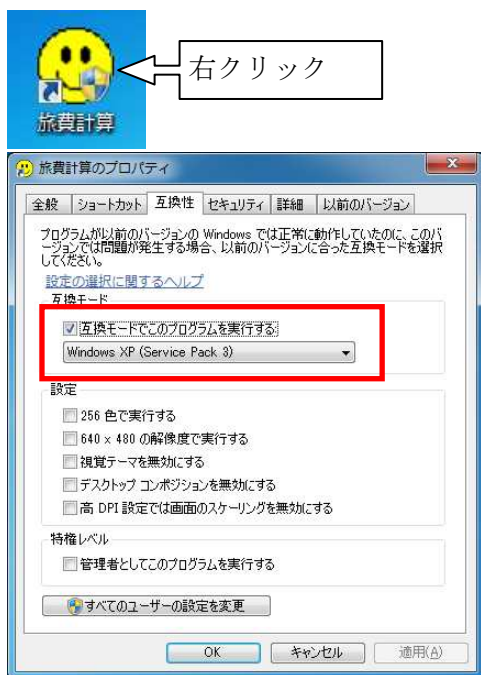 右クリック
旅費計算
旅費計算のプロパティ
全般 ショートカット 互換性 セキュリティ 詳細 以前のバージョン
プログラムが以前のバージョンの Windows では正常に動作していたのに、このバ
ージョンでは問題が発生する場合、以前のバージョンに合った互換モードを選択
してください。
設定の選択に関するヘルプ
互換モード
互換モードでこのプログラムを実行する:
Windows XP (Service Pack 3)
設定
256 色で実行する
640 × 480 の解像度で実行する
視覚テーマを無効にする
デスクトップ コンポジションを無効にする
高 DPI 設定では画面のスケーリングを無効にする
特権レベル
管理者としてこのプログラムを実行する
すべてのユーザーの設定を変更
OK キャンセル 適用(A)